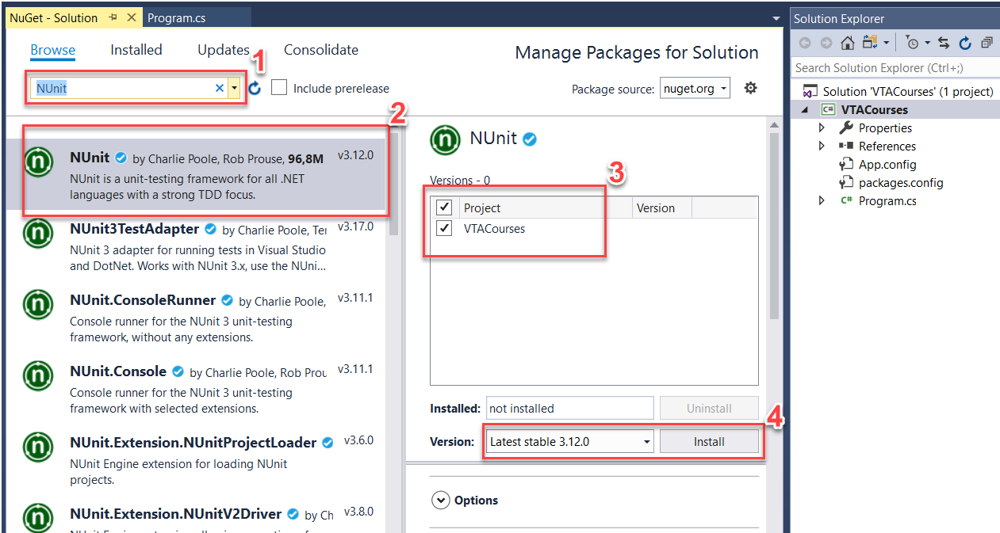 NuGet - Solution
Program.cs
Browse Installed Updates Consolidate
1
Manage Packages for Solution
NUnit
Include prerelease
Package source: nuget.org
2
NUnit by Charlie Poole, Rob Prouse, 96,8M v3.12.0
NUnit is a unit-testing framework for all .NET
languages with a strong TDD focus.
NUnit3TestAdapter by Charlie Poole, v3.17.0
NUnit 3 adapter for running tests in Visual Studio
and DotNet. Works with NUnit 3.x, use the NUni...
NUnit.ConsoleRunner by Charlie Poole, v3.11.1
Console runner for the NUnit 3 unit-testing
framework, without any extensions.
NUnit.Console by Charlie Poole, Rob Prou v3.11.1
Console runner for the NUnit 3 unit-testing
framework with selected extensions.
NUnit.Extension.NUnitProjectLoader v3.6.0
NUnit Engine extension for loading NUnit
projects.
NUnit.Extension.NUnitV2Driver by Ch v3.8.0
NUnit
Versions - 0
3
Project Version
VTACourses
Installed: not installed Uninstall
4
Version: Latest stable 3.12.0 Install
Options
Solution Explorer
Search Solution Explorer (Ctrl+;)
Solution 'VTACourses' (1 project)
C# VTACourses
Properties
References
App.config
packages.config
C# Program.cs